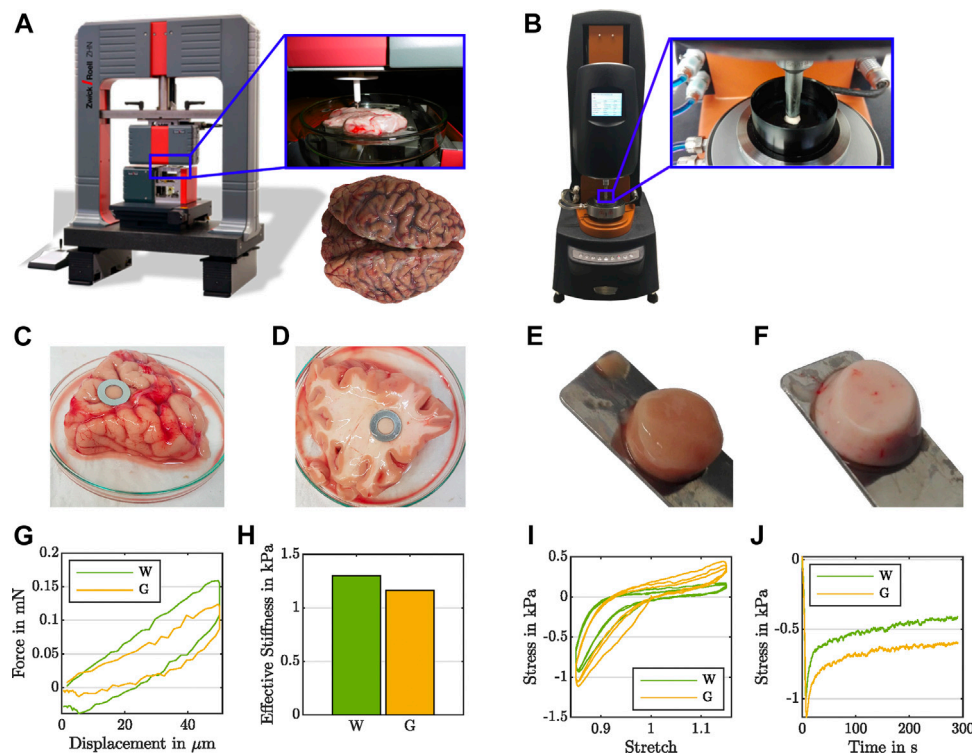 A
B
Zwick / Roell ZHN
C
D
E
F
G
H
I
J
0.2
0.15
0.1
0.05
0
0
20
40
Force in mN
Displacement in μm
W
G
1.5
1
0.5
0
Effective Stiffness in kPa
W
G
0.5
0
-0.5
-1
-1.5
0.9
1
1.1
Stress in kPa
Stretch
W
G
0
-0.5
-1
0
100
200
300
Stress in kPa
Time in s
W
G